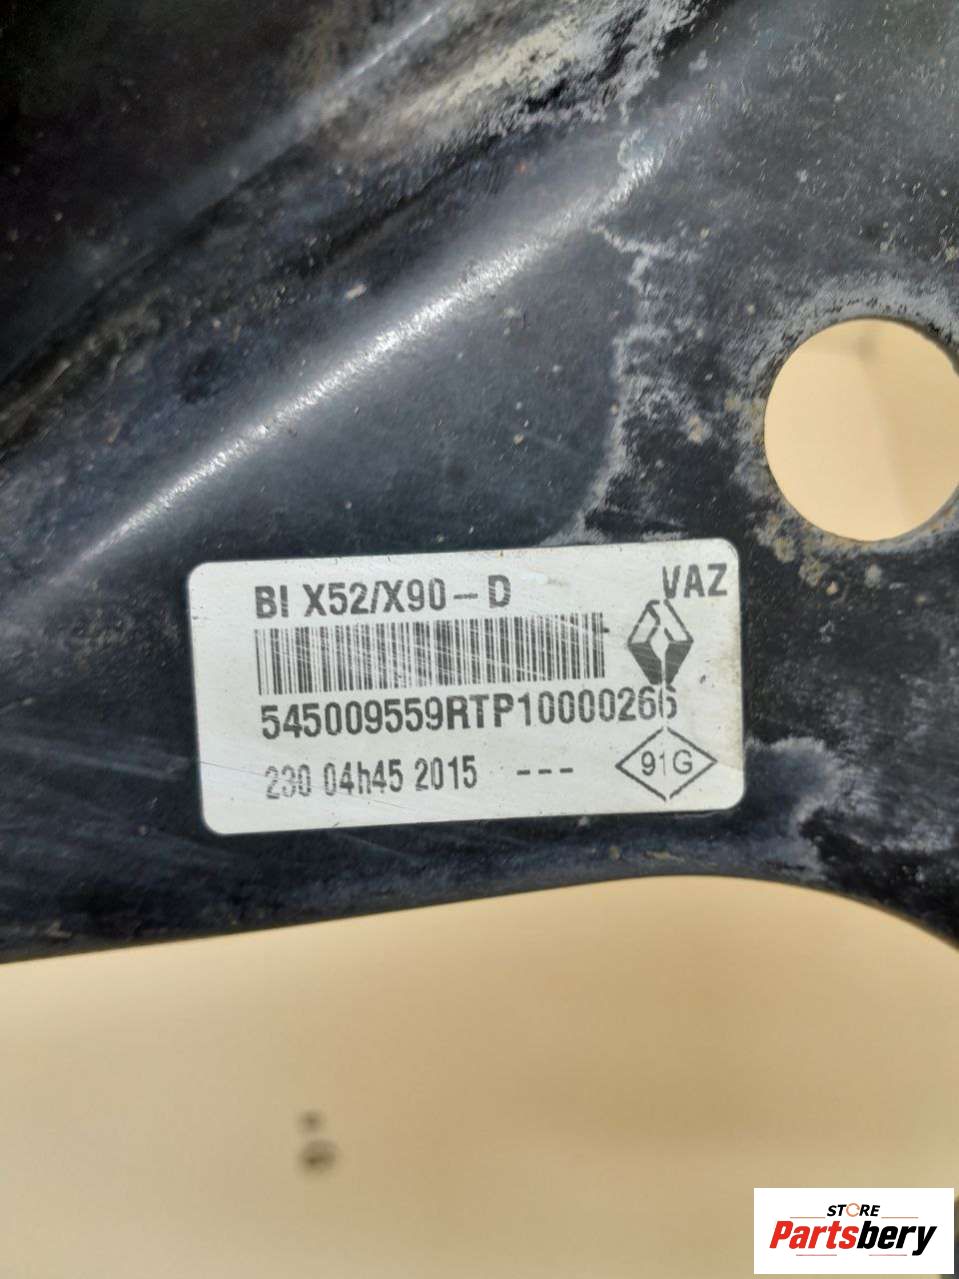 BI X52/X90-D VAZ
545009559RTP10000266
230 04h45 2015 ---
91G
STORE
Partsbery